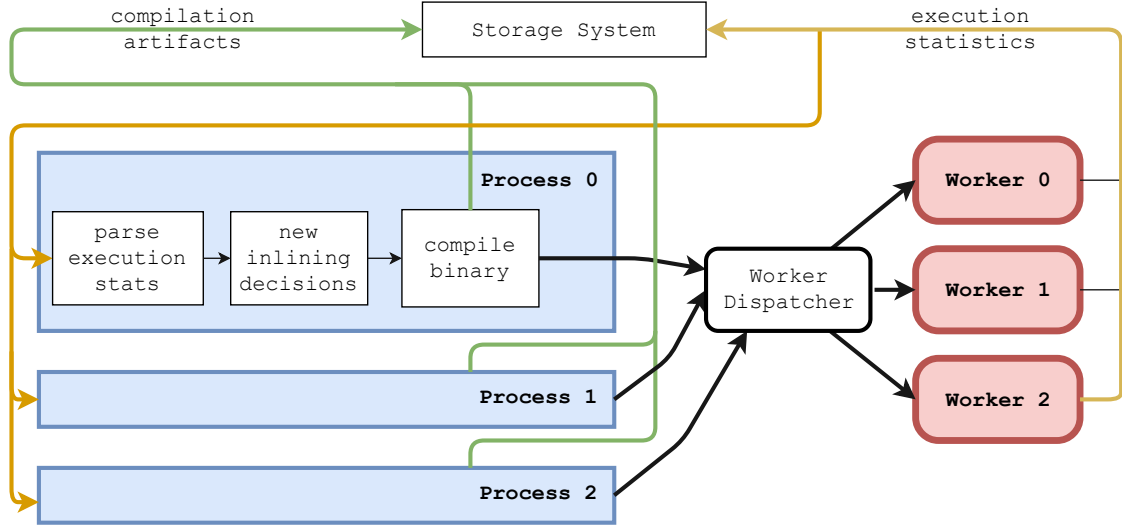 compilation
artifacts
Storage System
execution
statistics
Process 0
parse
execution
stats
new
inlining
decisions
compile
binary
Worker
Dispatcher
Worker 0
Worker 1
Worker 2
Process 1
Process 2